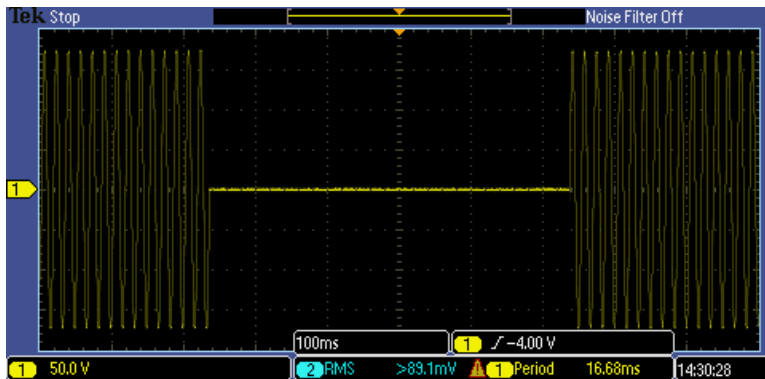 Tek Stop Noise Filter Off
1
100ms 1 ∫ −4.00 V
1 50.0 V 2 RMS >89.1mV 1 Period 16.68ms 14:30:28